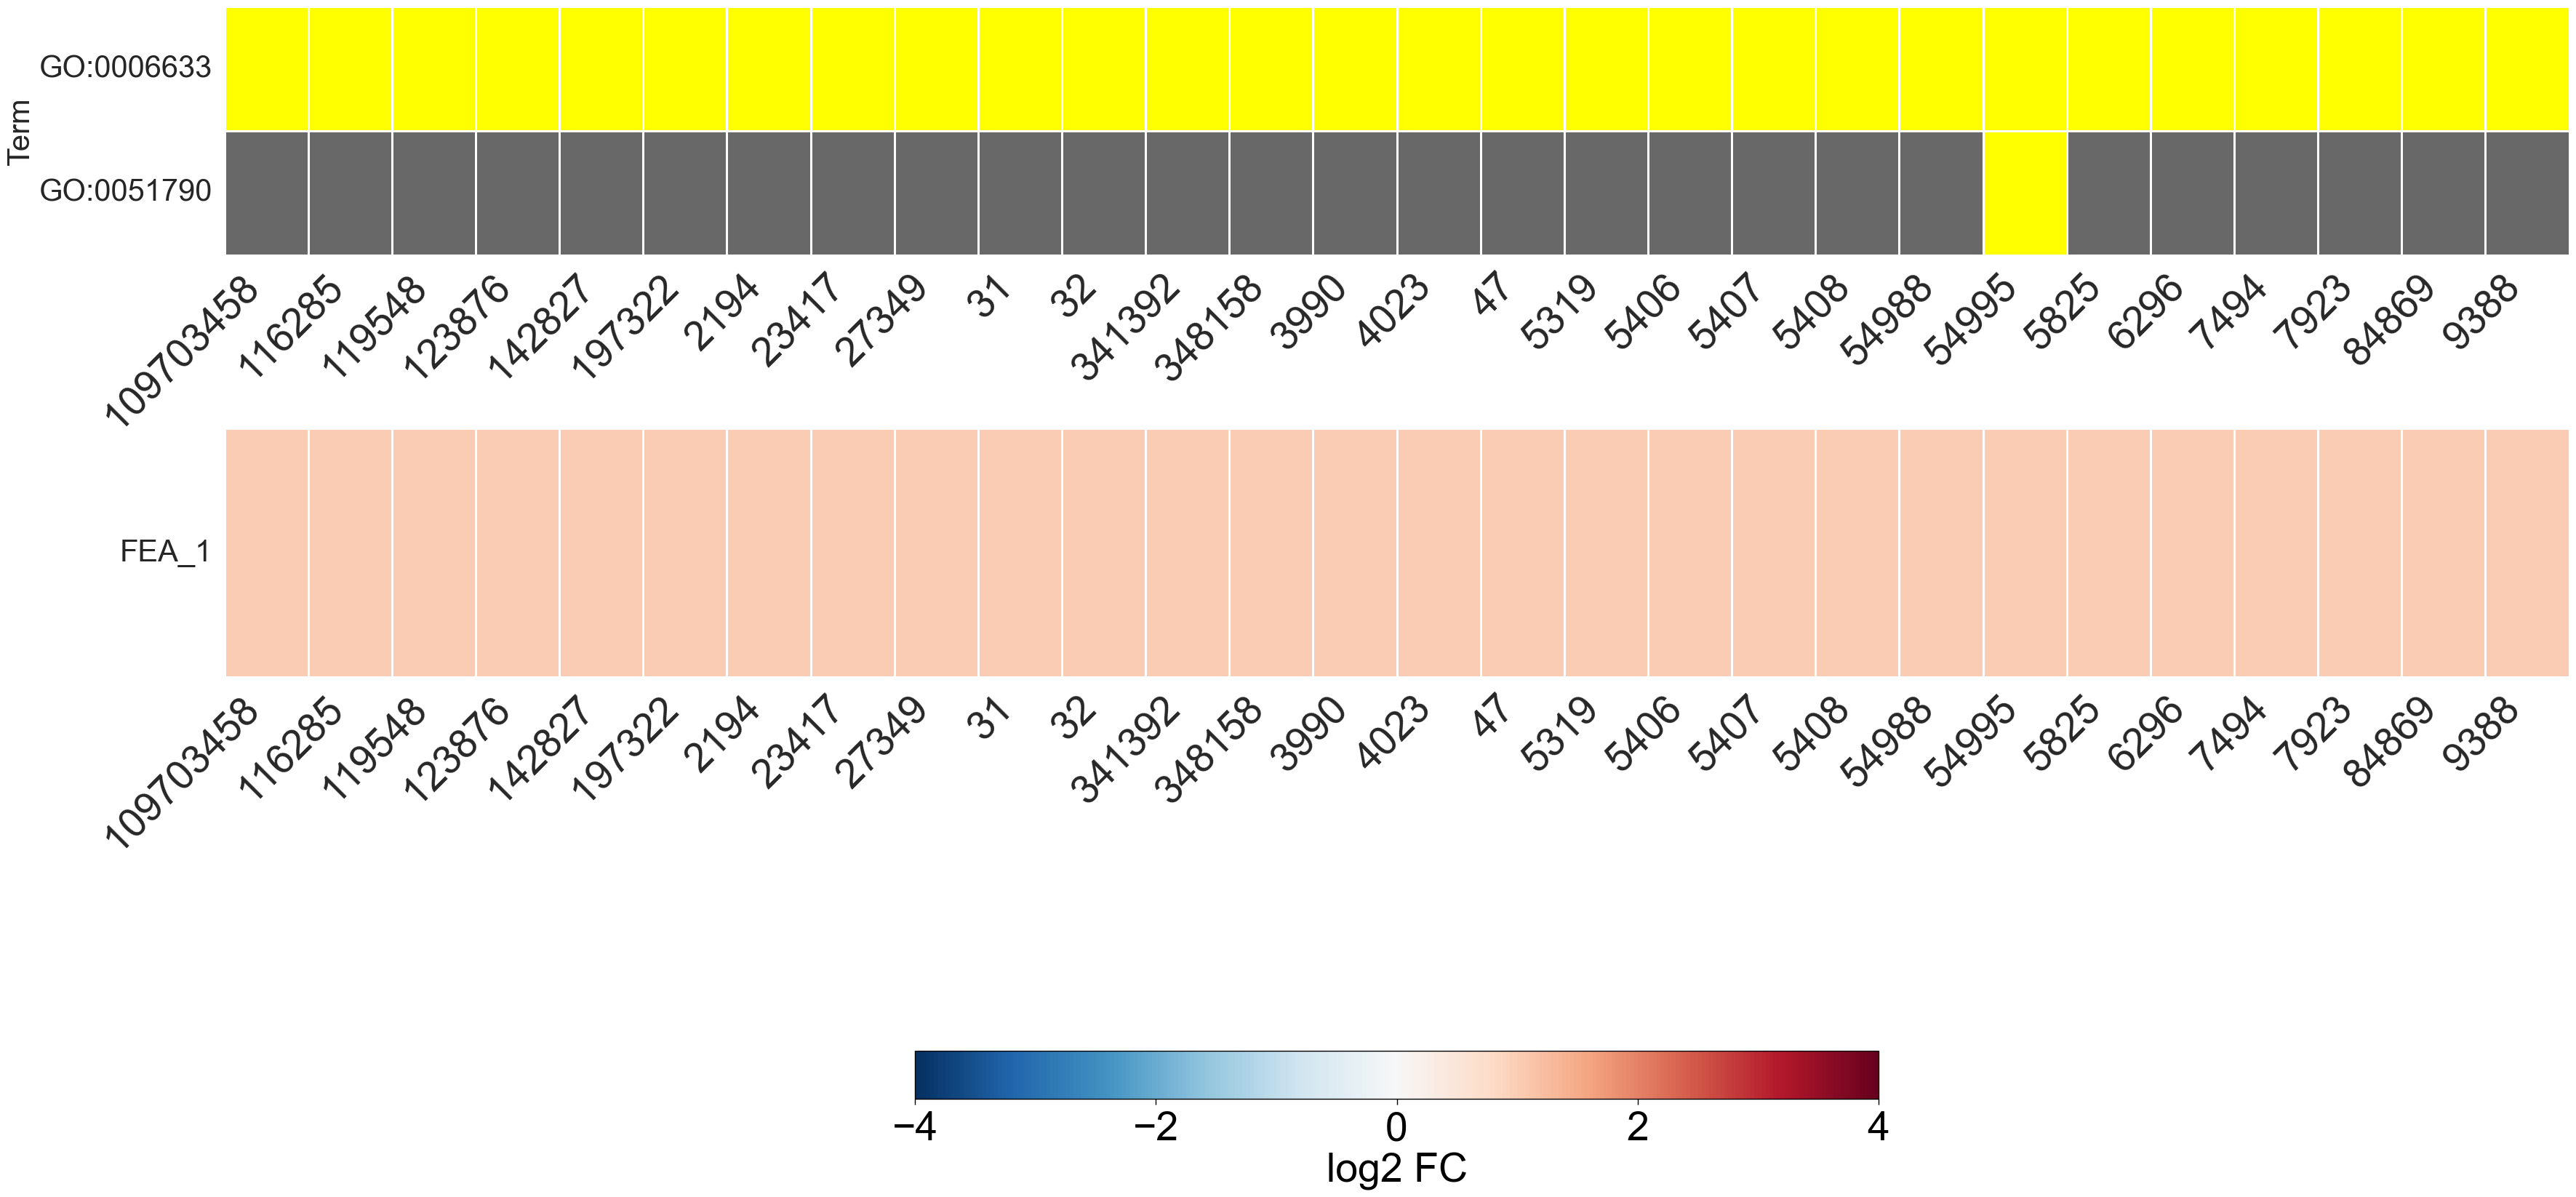 Term
GO:0006633
GO:0051790
109703458 116285 119548 123876 142827 197322 2194 23417 27349 31 32 341392 348158 3990 4023 47 5319 5406 5407 5408 54988 54995 5825 6296 7494 7923 84869 9388
FEA_1
109703458 116285 119548 123876 142827 197322 2194 23417 27349 31 32 341392 348158 3990 4023 47 5319 5406 5407 5408 54988 54995 5825 6296 7494 7923 84869 9388
−4 −2 0 2 4
log2 FC